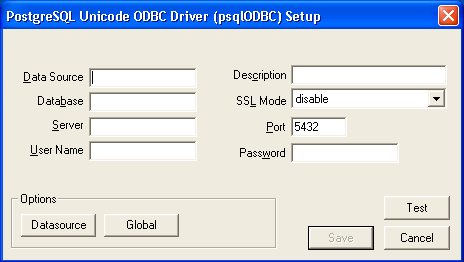 PostgreSQL Unicode ODBC Driver (psqlODBC) Setup
Data Source Description
Database SSL Mode disable
Server Port 5432
User Name Password
Options
Datasource Global
Test
Save Cancel